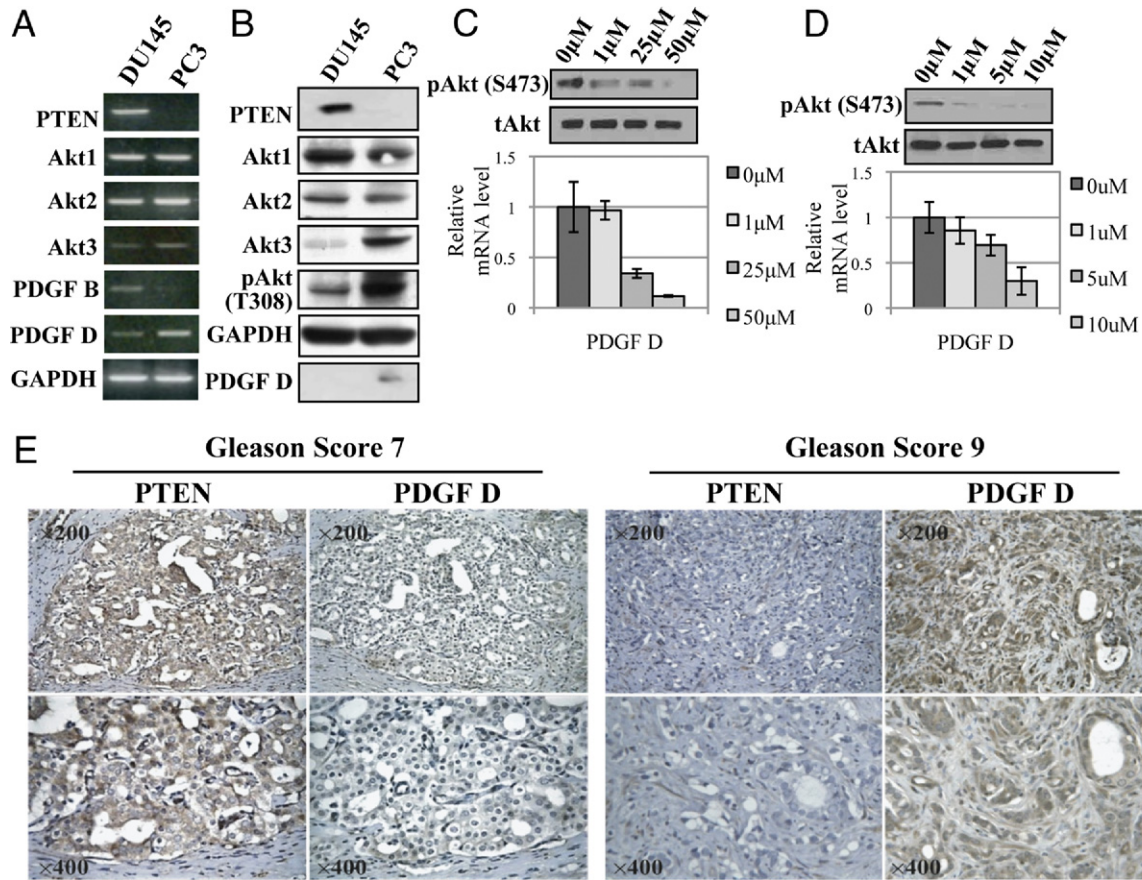 A
DU145
PC3
PTEN
Akt1
Akt2
Akt3
PDGF B
PDGF D
GAPDH
B
DU145
PC3
PTEN
Akt1
Akt2
Akt3
pAkt
(T308)
GAPDH
PDGF D
C
0μM
1μM
25μM
50μM
pAkt (S473)
tAkt
Relative
mRNA level
1.5
1
0.5
0
PDGF D
0μM
1μM
25μM
50μM
D
0μM
1μM
5μM
10μM
pAkt (S473)
tAkt
Relative
mRNA level
1.5
1.0
0.5
0
PDGF D
0uM
1uM
5uM
10uM
E
Gleason Score 7
PTEN
PDGF D
×200
×200
×400
×400
Gleason Score 9
PTEN
PDGF D
×200
×200
×400
×400